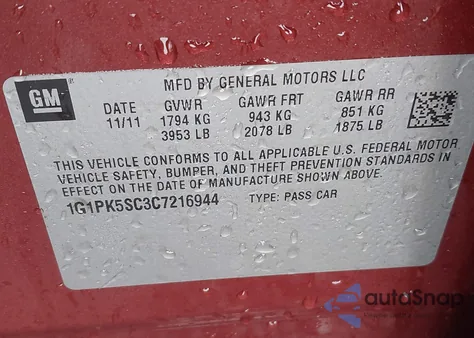 GM
MFD BY GENERAL MOTORS LLC
DATE GVWR GAWR FRT GAWR RR
11/11 1794 KG 943 KG 851 KG
3953 LB 2078 LB 1875 LB
THIS VEHICLE CONFORMS TO ALL APPLICABLE U.S. FEDERAL MOTOR
VEHICLE SAFETY, BUMPER, AND THEFT PREVENTION STANDARDS IN
EFFECT ON THE DATE OF MANUFACTURE SHOWN ABOVE.
1G1PK5SC3C7216944 TYPE: PASS CAR
autoSnap